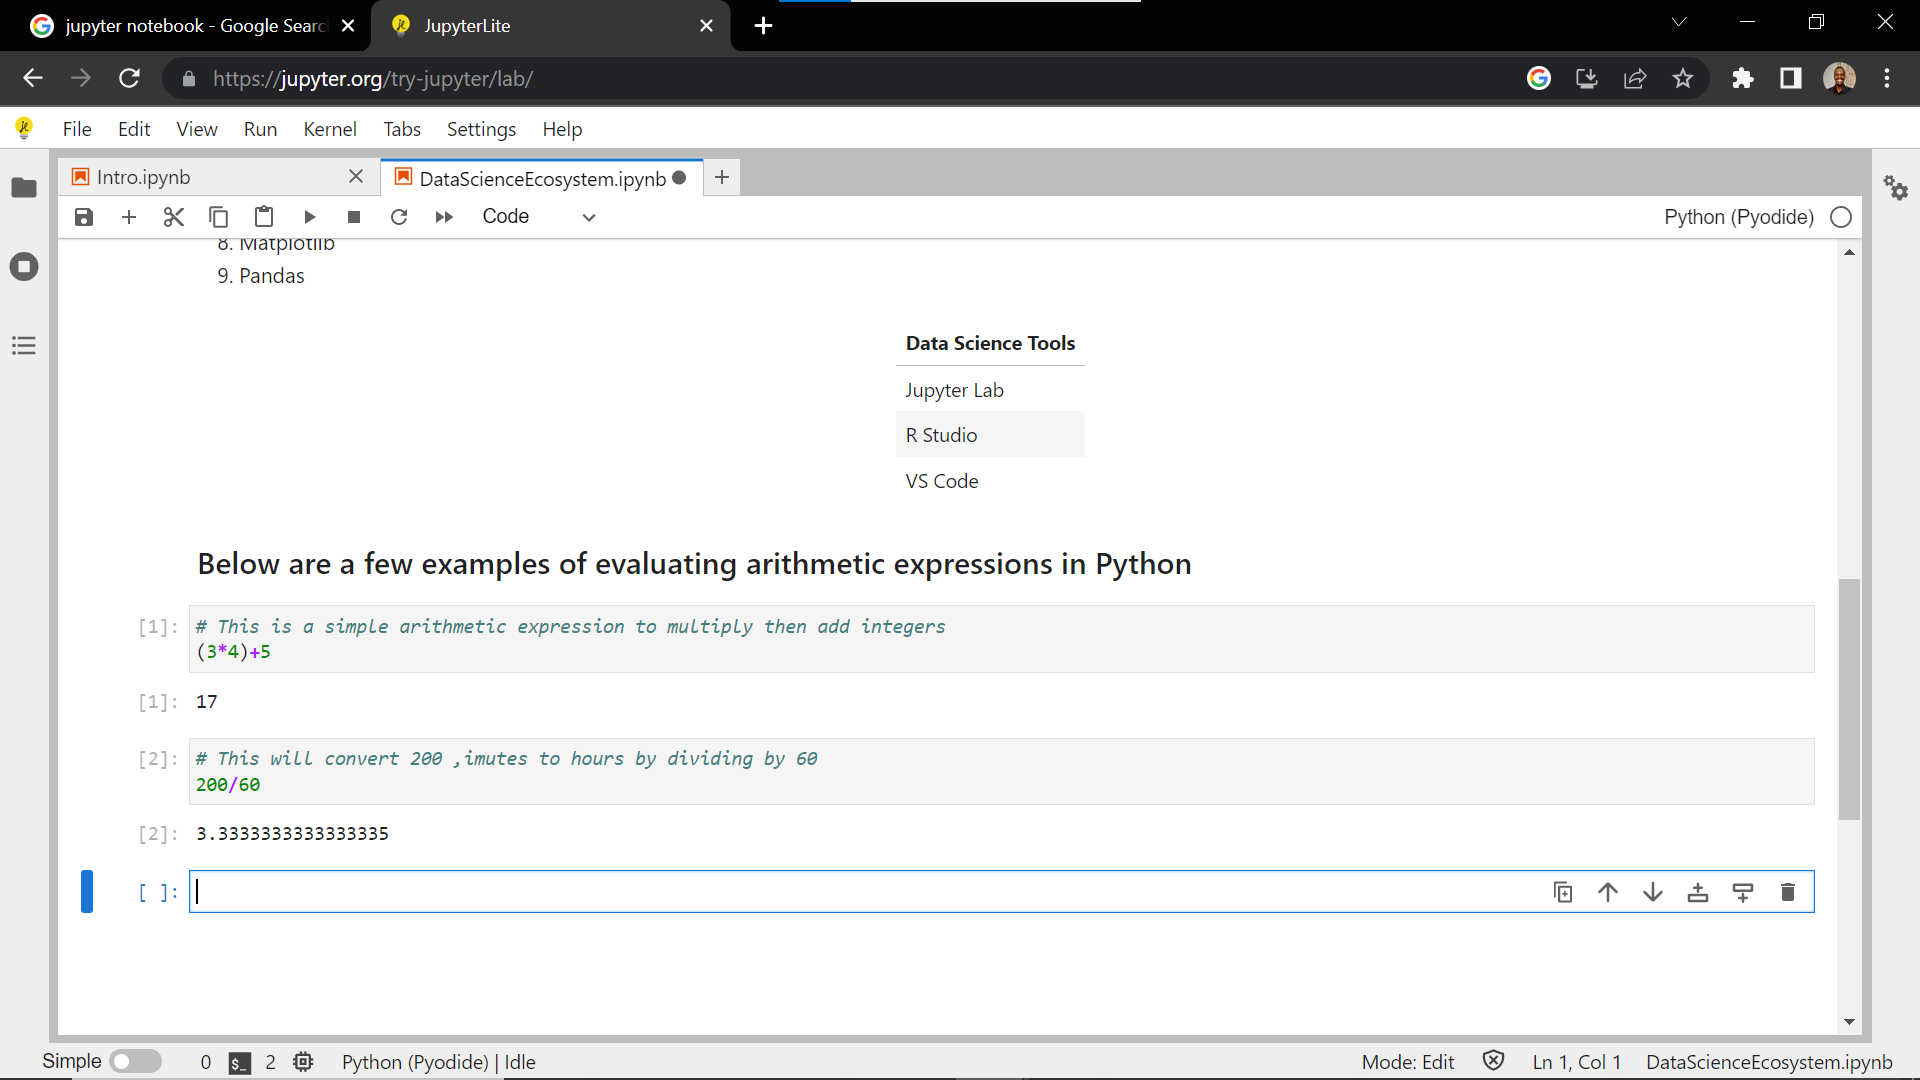 jupyter notebook - Google Searc
JupyterLite
https://jupyter.org/try-jupyter/lab/
File Edit View Run Kernel Tabs Settings Help
Intro.ipynb
DataScienceEcosystem.ipynb
Code
Python (Pyodide)
8. Matplotlib
9. Pandas
Data Science Tools
Jupyter Lab
R Studio
VS Code
Below are a few examples of evaluating arithmetic expressions in Python
[1]: # This is a simple arithmetic expression to multiply then add integers
(3*4)+5
[1]: 17
[2]: # This will convert 200 ,imutes to hours by dividing by 60
200/60
[2]: 3.3333333333333335
[ ]:
Simple 0 $_ 2 Python (Pyodide) | Idle Mode: Edit Ln 1, Col 1 DataScienceEcosystem.ipynb